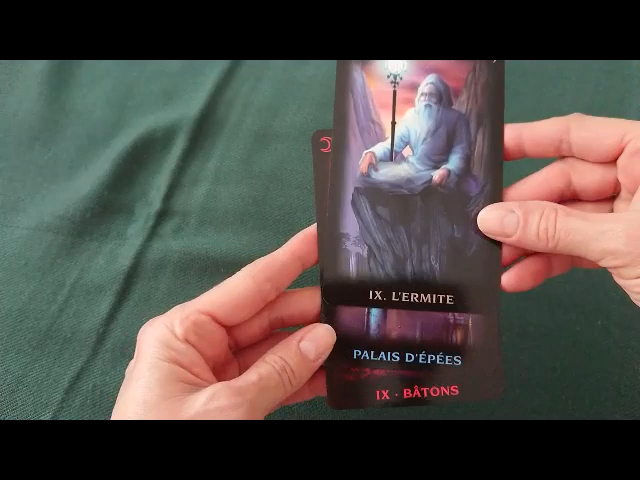 IX. L'ERMITE
PALAIS D'ÉPÉES
IX · BÂTONS